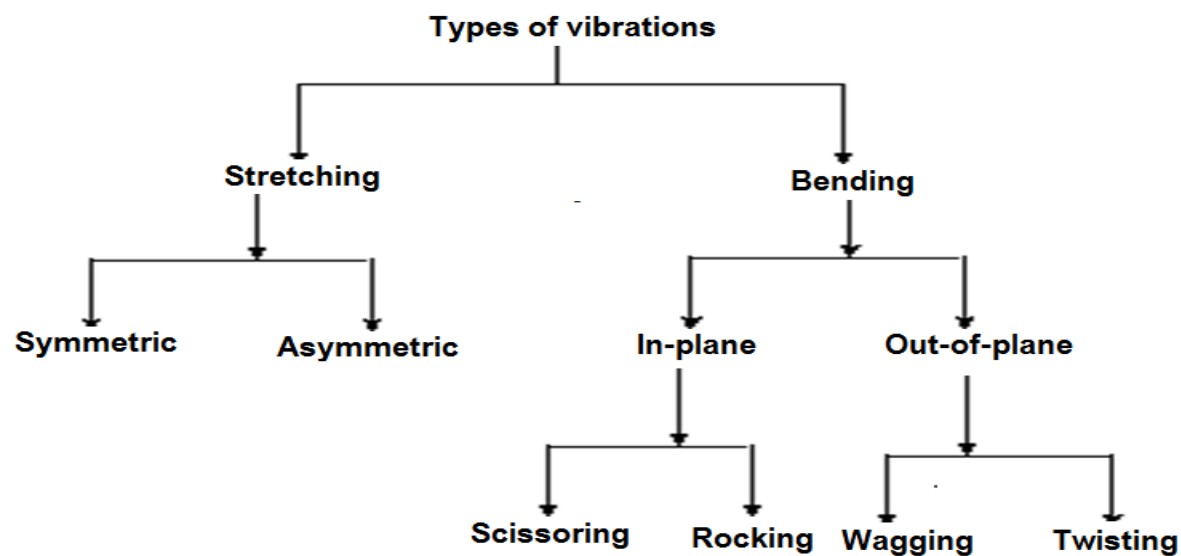 Types of vibrations
Stretching
Bending
Symmetric
Asymmetric
In-plane
Out-of-plane
Scissoring
Rocking
Wagging
Twisting